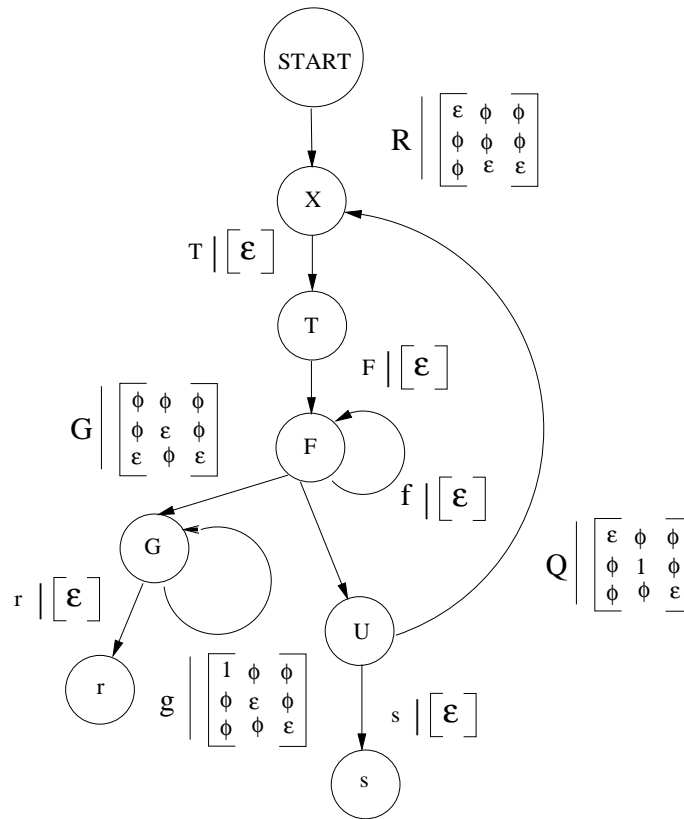 START
R | [ ε ϕ ϕ
ϕ ϕ ϕ
ϕ ε ε ]
X
T | [ε]
T
F | [ε]
G | [ ϕ ϕ ϕ
ϕ ε ϕ
ε ϕ ε ]
F
f | [ε]
G
Q | [ ε ϕ ϕ
ϕ 1 ϕ
ϕ ϕ ε ]
r | [ε]
U
r
g | [ 1 ϕ ϕ
ϕ ε ϕ
ϕ ϕ ε ]
s | [ε]
s